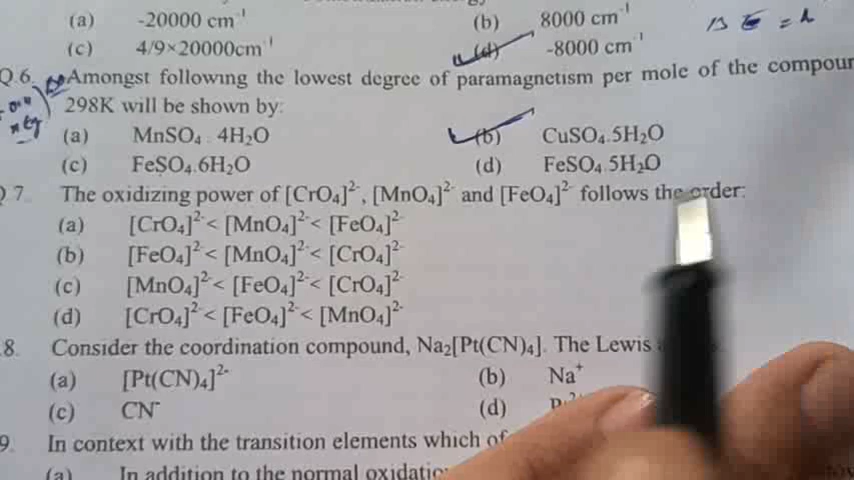 (a) -20000 cm⁻¹ (b) 8000 cm⁻¹
(c) 4/9×20000cm⁻¹ (d) -8000 cm⁻¹
Q.6. Amongst following the lowest degree of paramagnetism per mole of the compour
298K will be shown by:
(a) MnSO₄ 4H₂O (b) CuSO₄.5H₂O
(c) FeSO₄.6H₂O (d) FeSO₄.5H₂O
7. The oxidizing power of [CrO₄]²⁻, [MnO₄]²⁻ and [FeO₄]²⁻ follows the order:
(a) [CrO₄]²⁻< [MnO₄]²⁻< [FeO₄]²⁻
(b) [FeO₄]²⁻< [MnO₄]²⁻< [CrO₄]²⁻
(c) [MnO₄]²⁻< [FeO₄]²⁻< [CrO₄]²⁻
(d) [CrO₄]²⁻< [FeO₄]²⁻< [MnO₄]²⁻
8. Consider the coordination compound, Na₂[Pt(CN)₄]. The Lewis
(a) [Pt(CN)₄]²⁻ (b) Na⁺
(c) CN⁻ (d)
9. In context with the transition elements which of
(a) In addition to the normal oxidatio